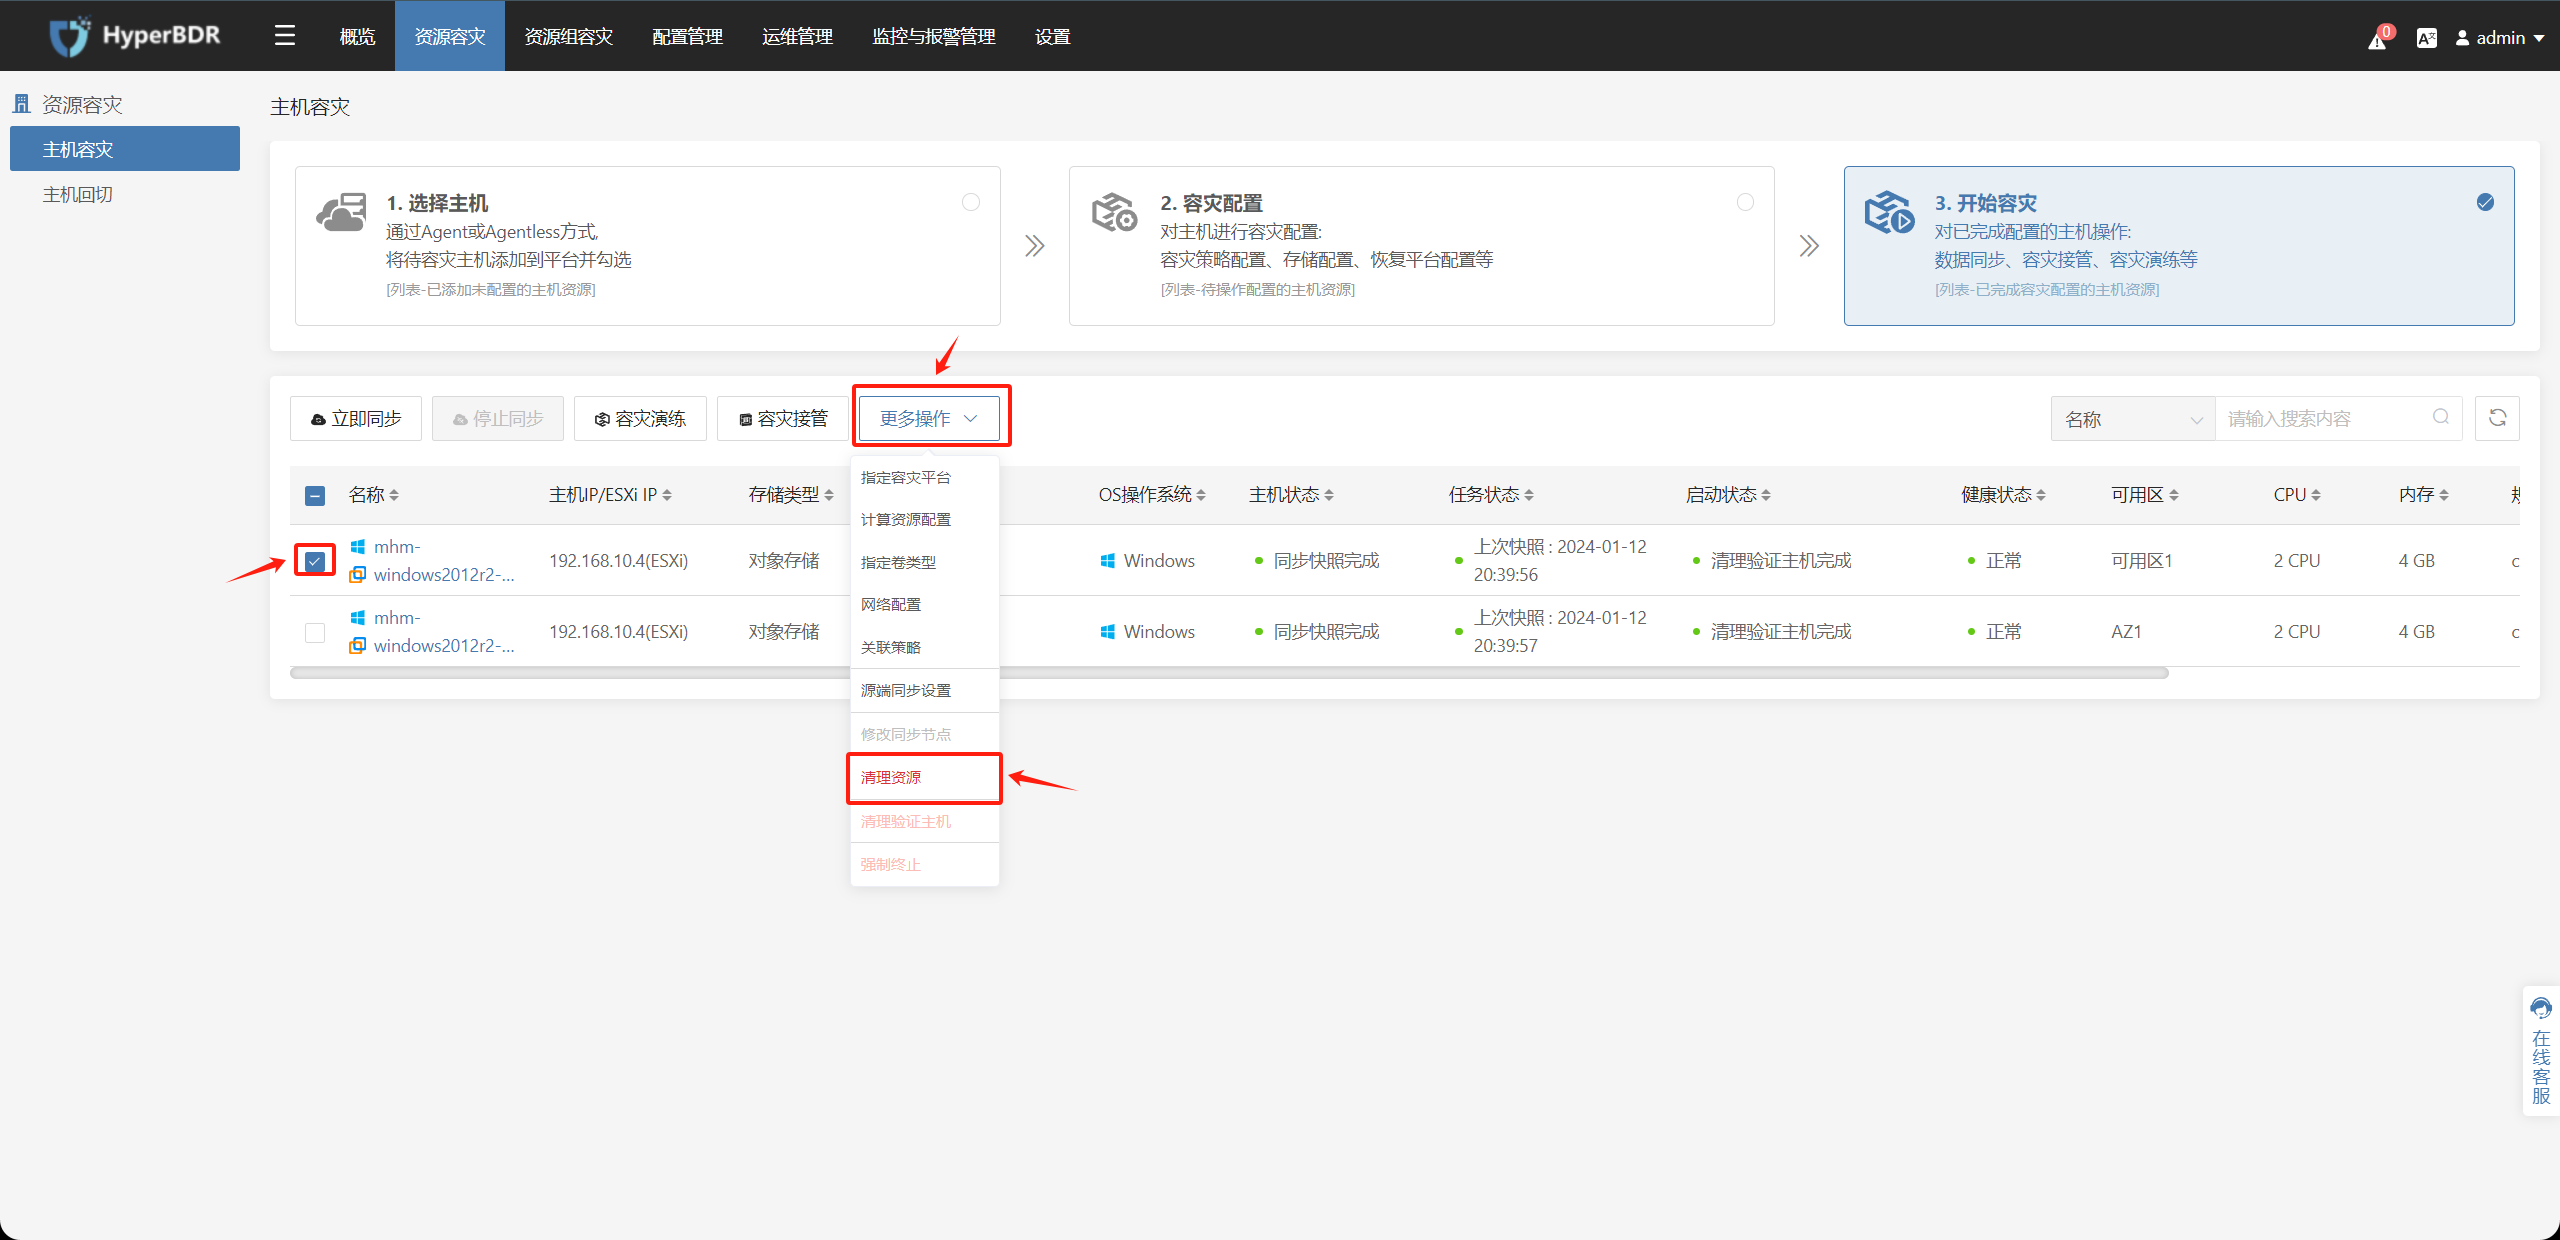 HyperBDR
概览
资源容灾
资源组容灾
配置管理
运维管理
监控与报警管理
设置
0
admin
资源容灾
主机容灾
主机回切
主机容灾
1. 选择主机
通过Agent或Agentless方式,
将待容灾主机添加到平台并勾选
[列表-已添加未配置的主机资源]
2. 容灾配置
对主机进行容灾配置:
容灾策略配置、存储配置、恢复平台配置等
[列表-待操作配置的主机资源]
3. 开始容灾
对已完成配置的主机操作:
数据同步、容灾接管、容灾演练等
[列表-已完成容灾配置的主机资源]
立即同步
停止同步
容灾演练
容灾接管
更多操作
名称
请输入搜索内容
指定容灾平台
计算资源配置
指定卷类型
网络配置
关联策略
源端同步设置
修改同步节点
清理资源
清理验证主机
强制终止
名称 主机IP/ESXi IP 存储类型 OS操作系统 主机状态 任务状态 启动状态 健康状态 可用区 CPU 内存
mhm-
windows2012r2-...
192.168.10.4(ESXi)
对象存储
Windows
同步快照完成
上次快照 : 2024-01-12
20:39:56
清理验证主机完成
正常
可用区1
2 CPU
4 GB
mhm-
windows2012r2-...
192.168.10.4(ESXi)
对象存储
Windows
同步快照完成
上次快照 : 2024-01-12
20:39:57
清理验证主机完成
正常
AZ1
2 CPU
4 GB
在线客服